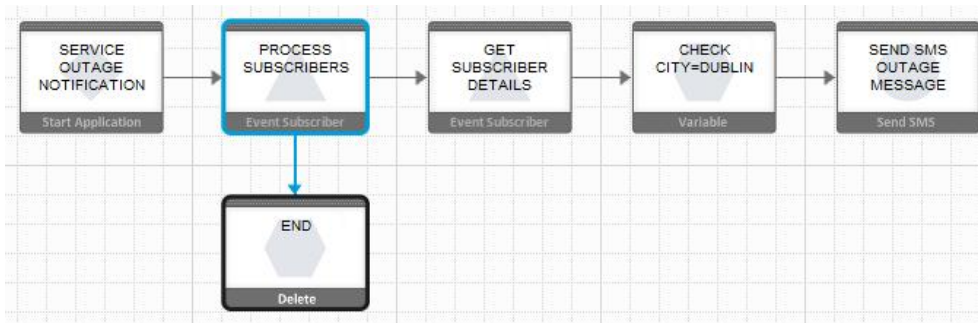 SERVICE
OUTAGE
NOTIFICATION
Start Application
PROCESS
SUBSCRIBERS
Event Subscriber
GET
SUBSCRIBER
DETAILS
Event Subscriber
CHECK
CITY=DUBLIN
Variable
SEND SMS
OUTAGE
MESSAGE
Send SMS
END
Delete